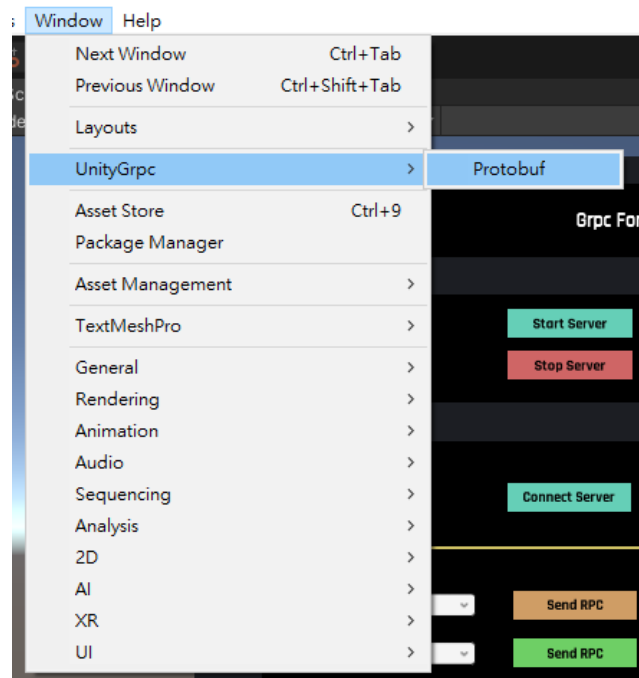 Window Help
Next Window Ctrl+Tab
Previous Window Ctrl+Shift+Tab
Layouts
UnityGrpc
Protobuf
Asset Store Ctrl+9
Package Manager
Asset Management
TextMeshPro
General
Rendering
Animation
Audio
Sequencing
Analysis
2D
AI
XR
UI
Grpc For
Start Server
Stop Server
Connect Server
Send RPC
Send RPC